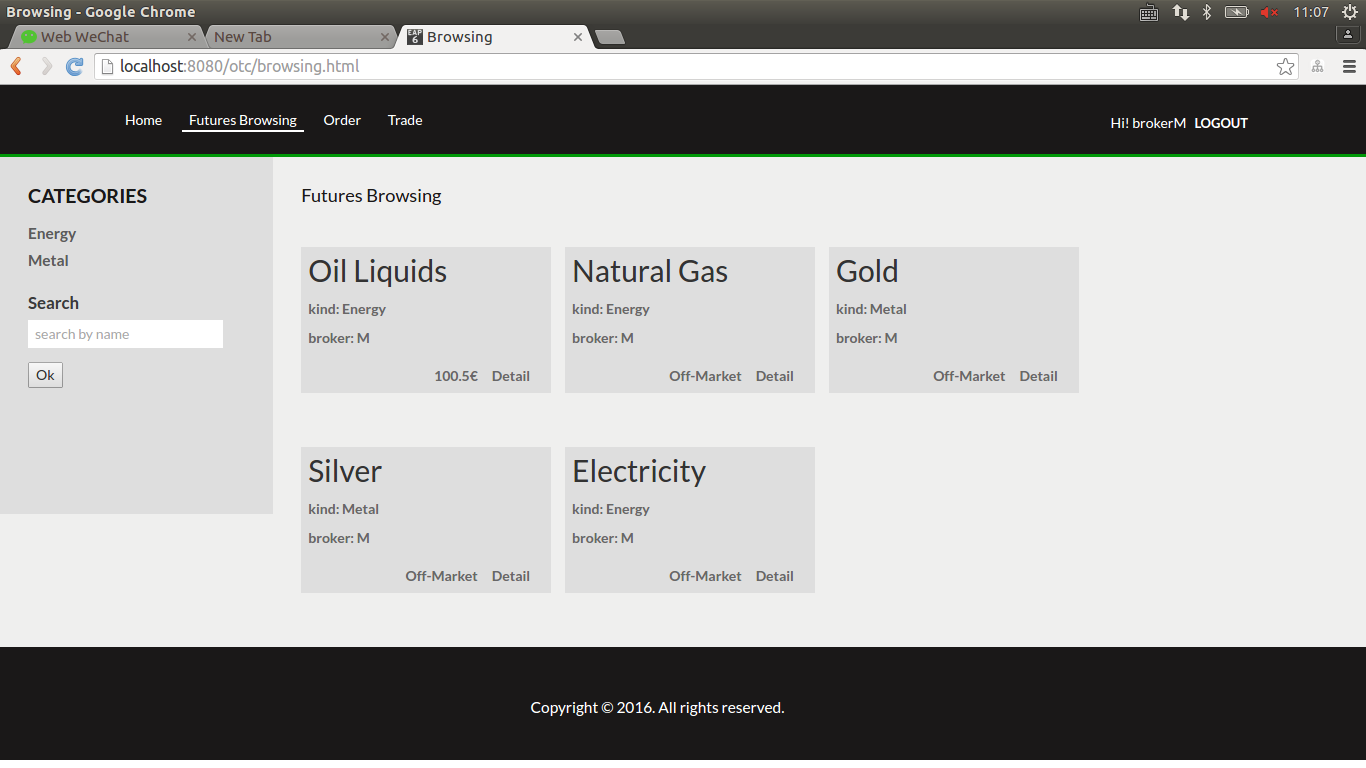 Browsing - Google Chrome
11:07
Web WeChat
New Tab
EAP 6
Browsing
localhost:8080/otc/browsing.html
Home
Futures Browsing
Order
Trade
Hi! brokerM LOGOUT
CATEGORIES
Energy
Metal
Search
search by name
Ok
Futures Browsing
Oil Liquids
kind: Energy
broker: M
100.5€ Detail
Natural Gas
kind: Energy
broker: M
Off-Market Detail
Gold
kind: Metal
broker: M
Off-Market Detail
Silver
kind: Metal
broker: M
Off-Market Detail
Electricity
kind: Energy
broker: M
Off-Market Detail
Copyright © 2016. All rights reserved.